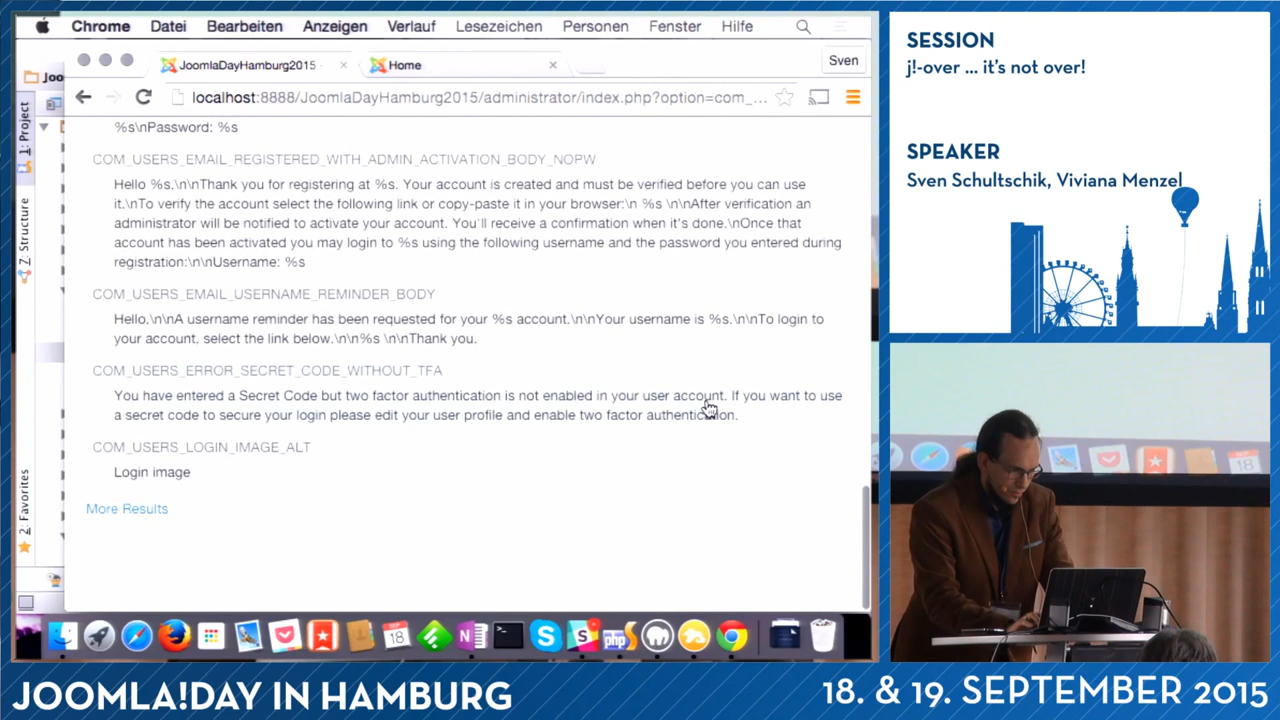 Chrome Datei Bearbeiten Anzeigen Verlauf Lesezeichen Personen Fenster Hilfe
Joo
JoomlaDayHamburg2015
Home
Sven
localhost:8888/JoomlaDayHamburg2015/administrator/index.php?option=com_...
1: Project
Z: Structure
2: Favorites
%s\nPassword: %s
COM_USERS_EMAIL_REGISTERED_WITH_ADMIN_ACTIVATION_BODY_NOPW
Hello %s,\n\nThank you for registering at %s. Your account is created and must be verified before you can use
it.\nTo verify the account select the following link or copy-paste it in your browser:\n %s \n\nAfter verification an
administrator will be notified to activate your account. You'll receive a confirmation when it's done.\nOnce that
account has been activated you may login to %s using the following username and the password you entered during
registration:\n\nUsername: %s
COM_USERS_EMAIL_USERNAME_REMINDER_BODY
Hello,\n\nA username reminder has been requested for your %s account.\n\nYour username is %s.\n\nTo login to
your account, select the link below.\n\n%s \n\nThank you.
COM_USERS_ERROR_SECRET_CODE_WITHOUT_TFA
You have entered a Secret Code but two factor authentication is not enabled in your user account. If you want to use
a secret code to secure your login please edit your user profile and enable two factor authentication.
COM_USERS_LOGIN_IMAGE_ALT
Login image
More Results
SEP
18
php
SESSION
j!-over ... it's not over!
SPEAKER
Sven Schultschik, Viviana Menzel
18
JOOMLA!DAY IN HAMBURG
18. & 19. SEPTEMBER 2015